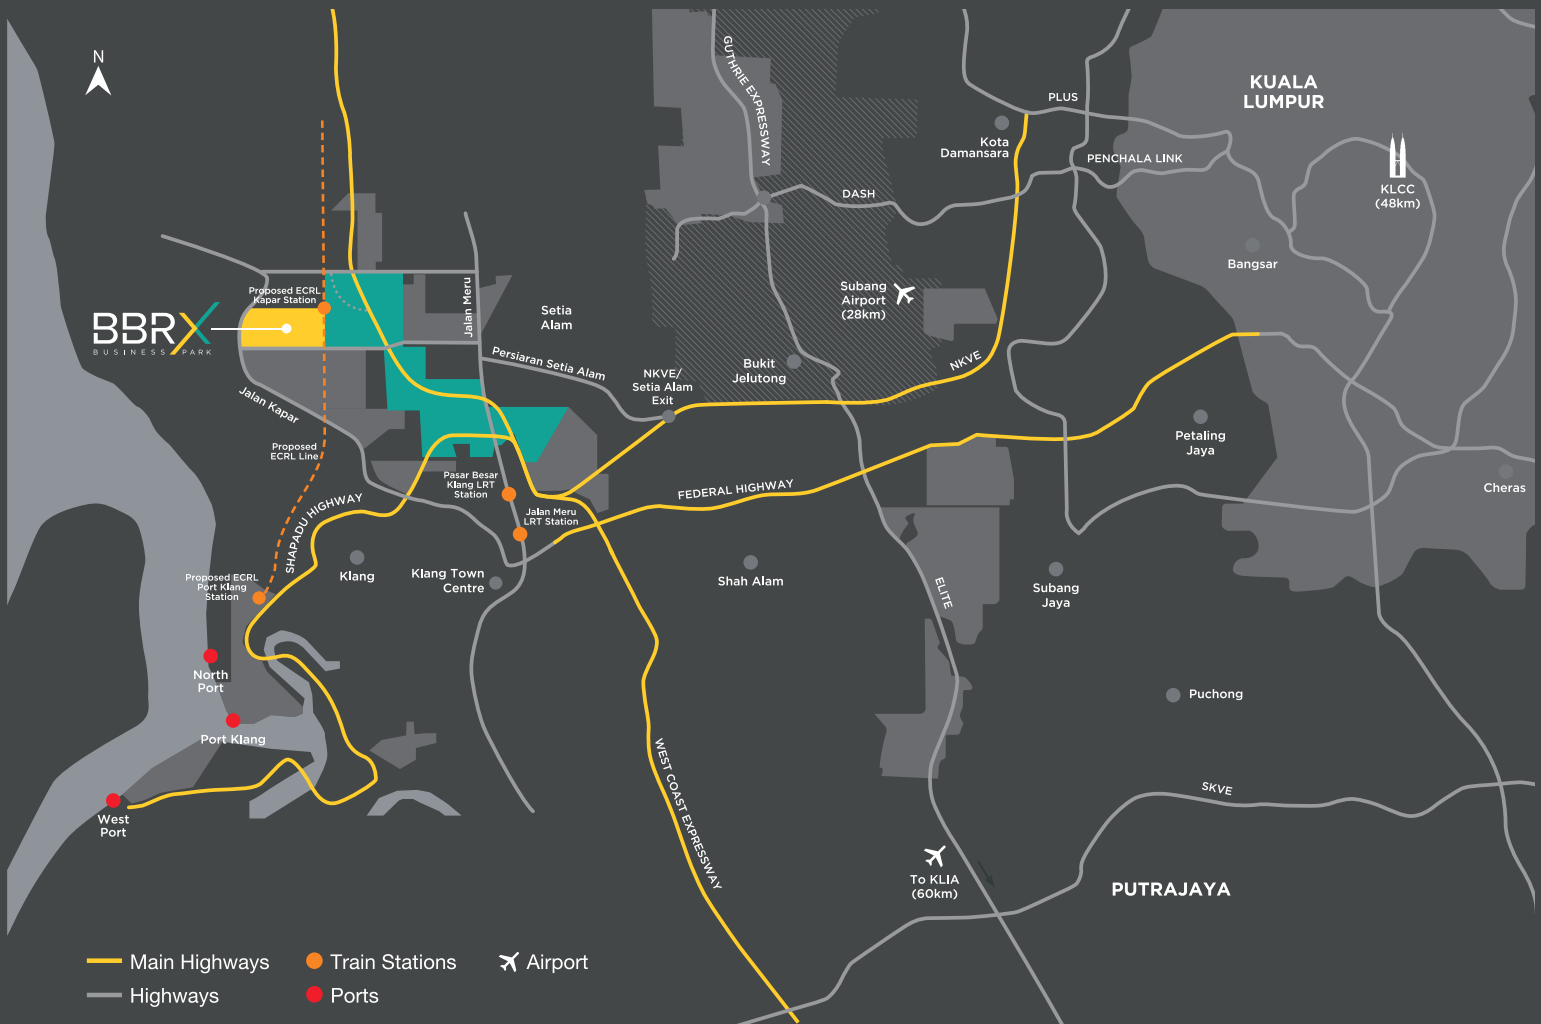 N
KUALA
LUMPUR
PLUS
Kota
Damansara
PENCHALA LINK
KLCC
(48km)
GUTHRIE EXPRESSWAY
DASH
Bangsar
Subang
Airport
(28km)
Proposed ECRL
Kapar Station
BBRX
BUSINESS PARK
Jalan Meru
Setia
Alam
Persiaran Setia Alam
NKVE/
Setia Alam
Exit
Bukit
Jelutong
NKVE
Jalan Kapar
Proposed
ECRL Line
Petaling
Jaya
Cheras
Pasar Besar
Klang LRT
Station
Jalan Meru
LRT Station
FEDERAL HIGHWAY
SHAPADU HIGHWAY
Klang
Klang Town
Centre
Shah Alam
ELITE
Subang
Jaya
Proposed ECRL
Port Klang
Station
North
Port
Port Klang
West
Port
Puchong
WEST COAST EXPRESSWAY
SKVE
To KLIA
(60km)
PUTRAJAYA
Main Highways
Train Stations
Airport
Highways
Ports